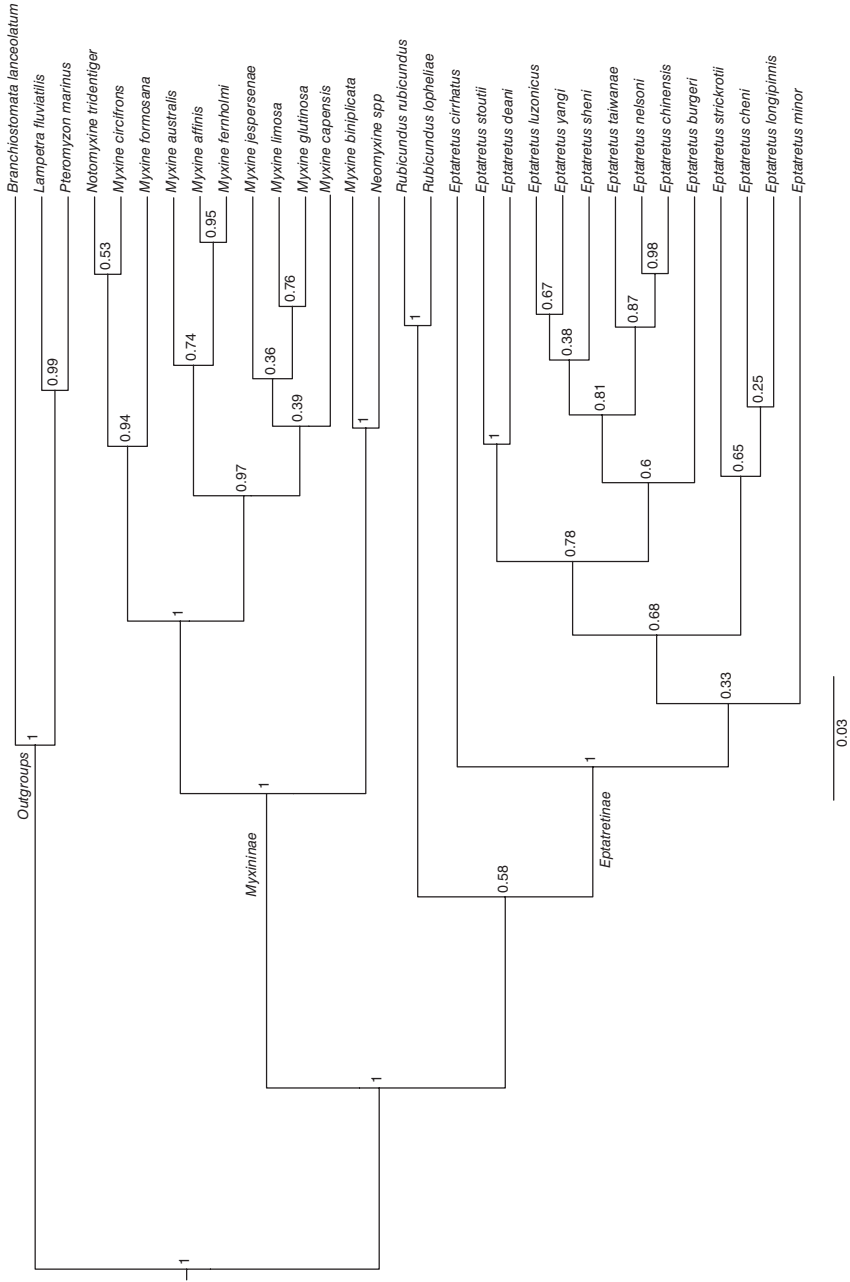 Branchiostomata lanceolatum
Lampetra fluviatilis
Pteromyzon marinus
Notomyxine tridentiger
Myxine circifrons
Myxine formosana
Myxine australis
Myxine affinis
Myxine fernholmi
Myxine jespersenae
Myxine limosa
Myxine glutinosa
Myxine capensis
Myxine biniplicata
Neomyxine spp
Rubicundus rubicundus
Rubicundus lopheliae
Eptatretus cirrhatus
Eptatretus stoutii
Eptatretus deani
Eptatretus luzonicus
Eptatretus yangi
Eptatretus sheni
Eptatretus taiwanae
Eptatretus nelsoni
Eptatretus chinensis
Eptatretus burgeri
Eptatretus strickrotii
Eptatretus cheni
Eptatretus longipinnis
Eptatretus minor
Outgroups
Myxininae
Eptatretinae
1
0.99
0.53
0.94
0.95
0.74
0.76
0.36
0.39
0.97
1
1
1
1
1
0.58
1
1
0.67
0.38
0.98
0.87
0.81
0.6
0.78
0.25
0.65
0.68
0.33
1
0.03